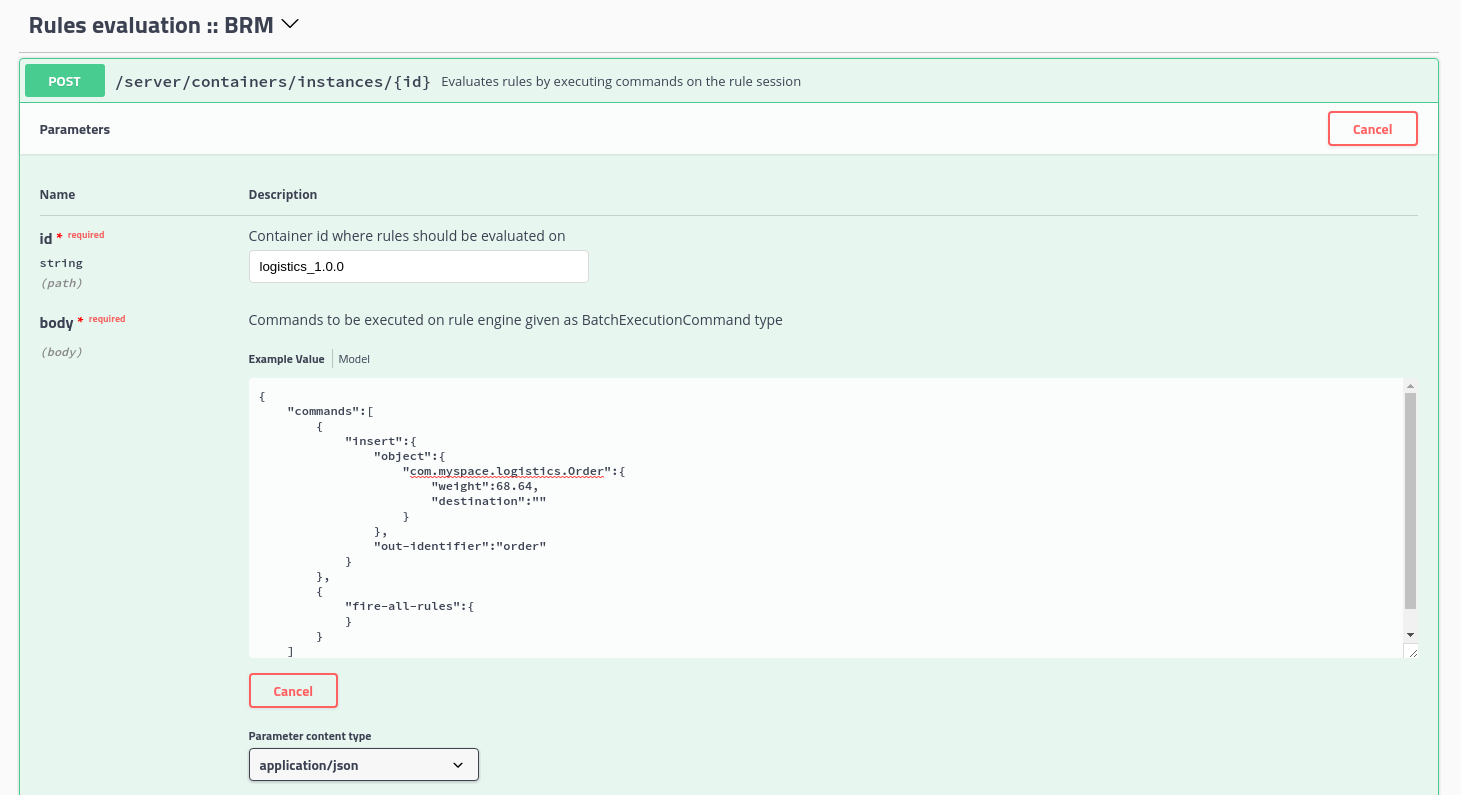 Rules evaluation :: BRM
POST /server/containers/instances/{id} Evaluates rules by executing commands on the rule session
Parameters Cancel
Name Description
id * required Container id where rules should be evaluated on
string logistics_1.0.0
(path)
body * required Commands to be executed on rule engine given as BatchExecutionCommand type
(body)
Example Value Model
{
    "commands":[
        {
            "insert":{
                "object":{
                    "com.myspace.logistics.Order":{
                        "weight":68.64,
                        "destination":""
                    }
                },
                "out-identifier":"order"
            }
        },
        {
            "fire-all-rules":{
            }
        }
    ]
Cancel
Parameter content type
application/json